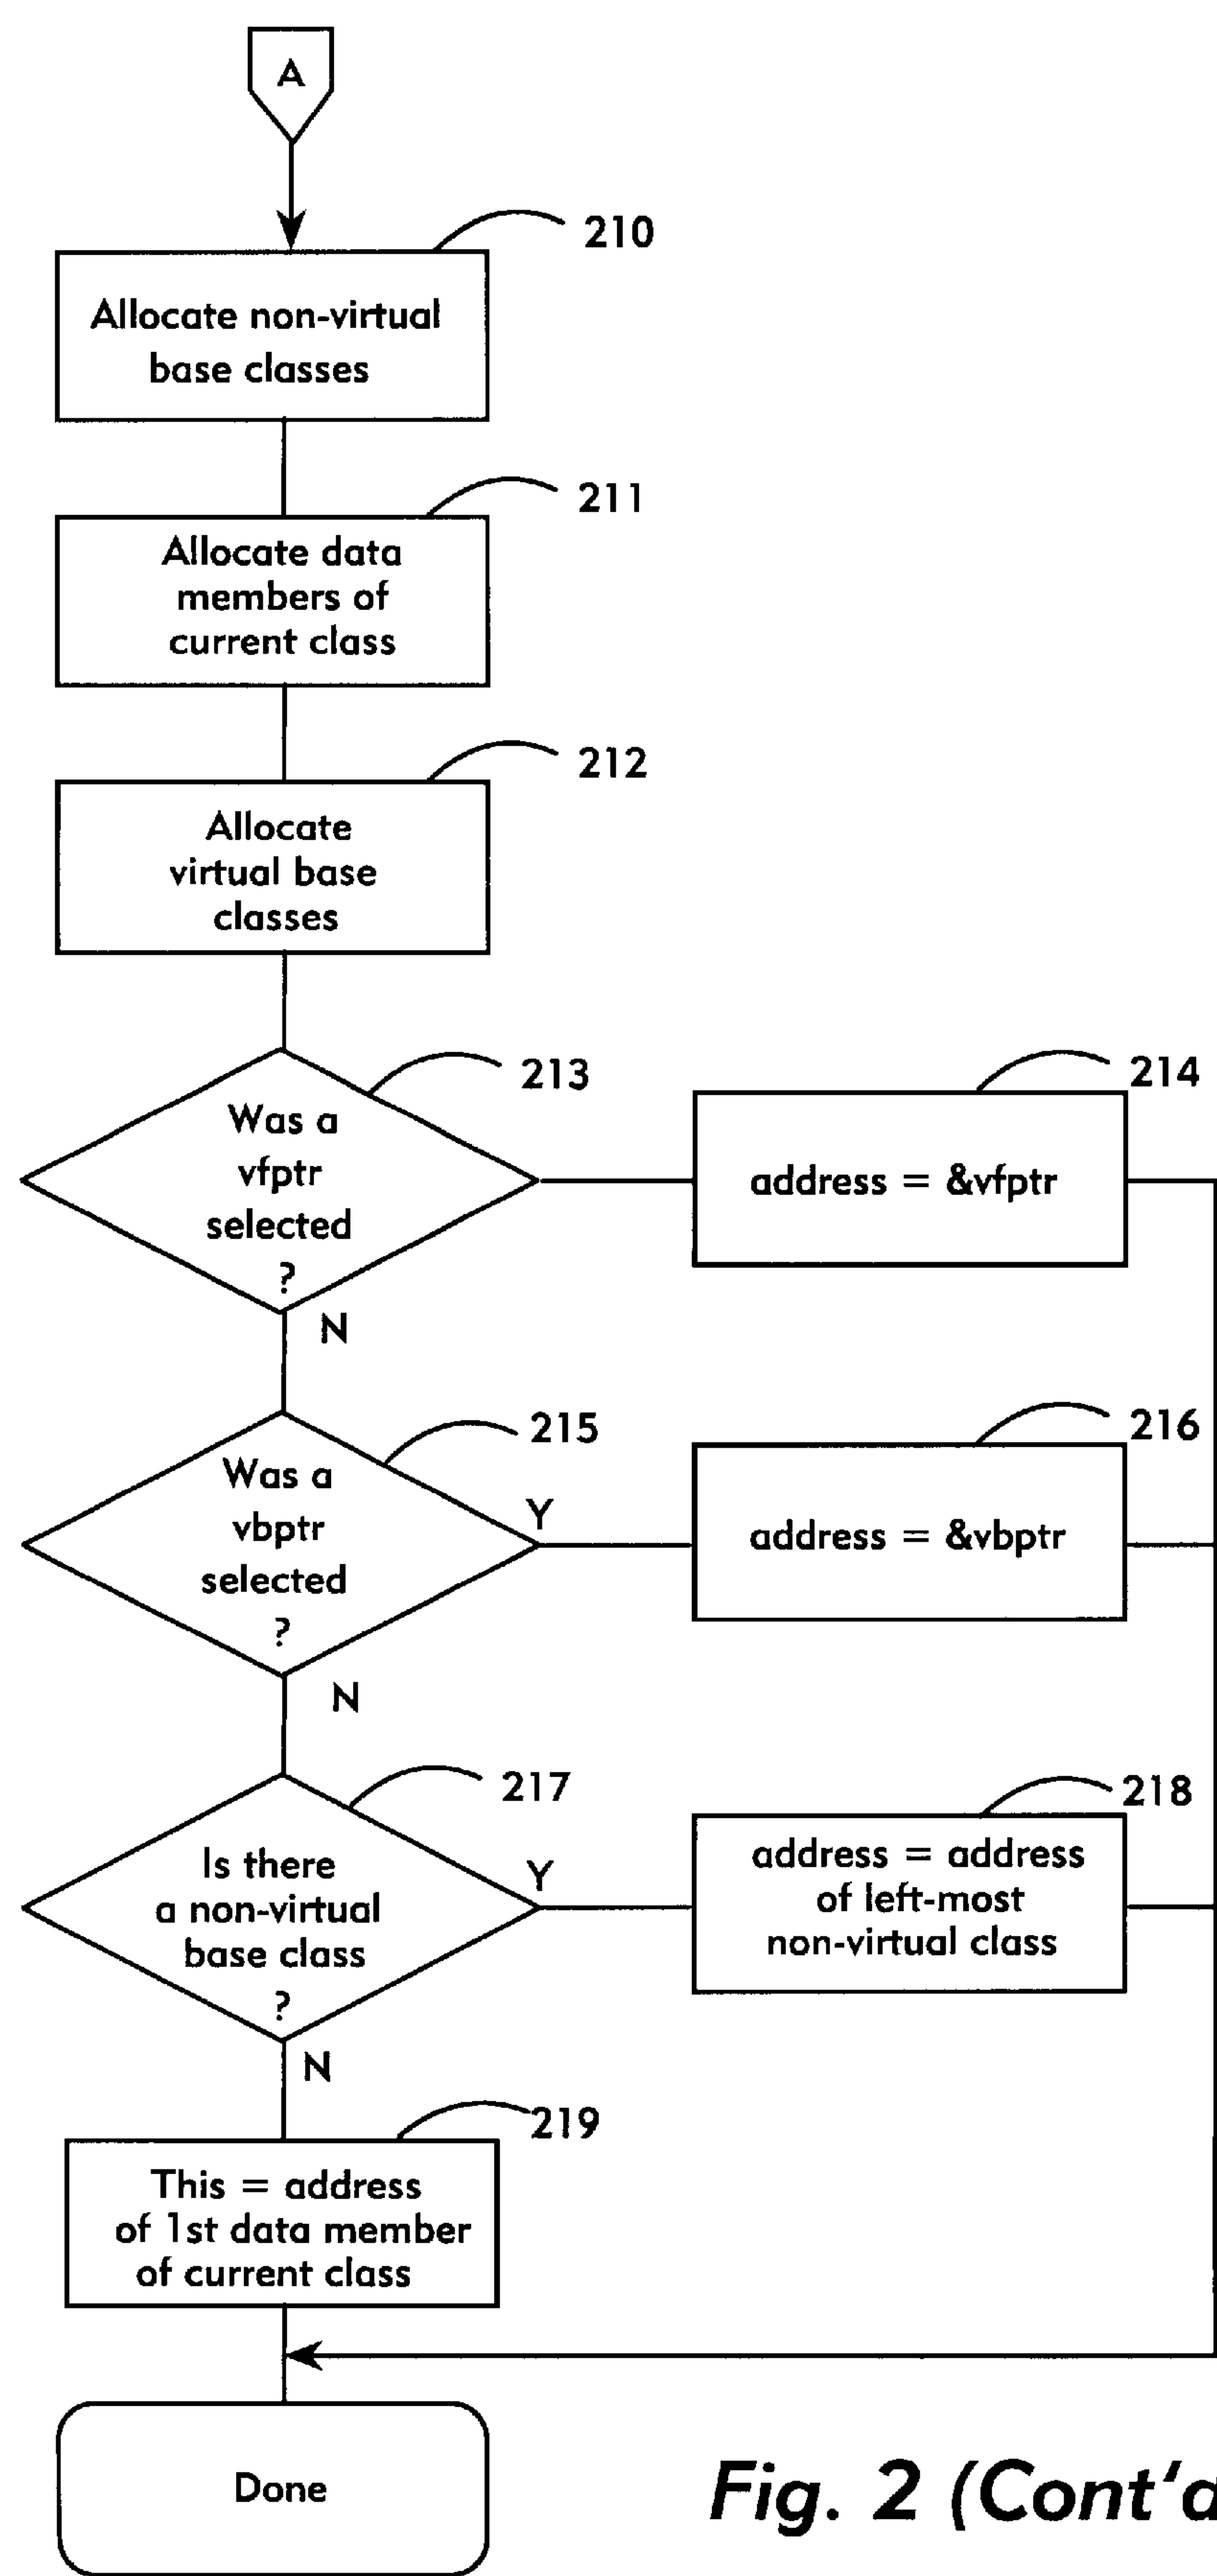 A
210
Allocate non-virtual
base classes
211
Allocate data
members of
current class
212
Allocate
virtual base
classes
213
Was a
vfptr
selected
?
N
214
address = &vfptr
215
Was a
vbptr
selected
?
Y
N
216
address = &vbptr
217
Is there
a non-virtual
base class
?
Y
N
218
address = address
of left-most
non-virtual class
219
This = address
of 1st data member
of current class
Done
Fig. 2 (Cont'd